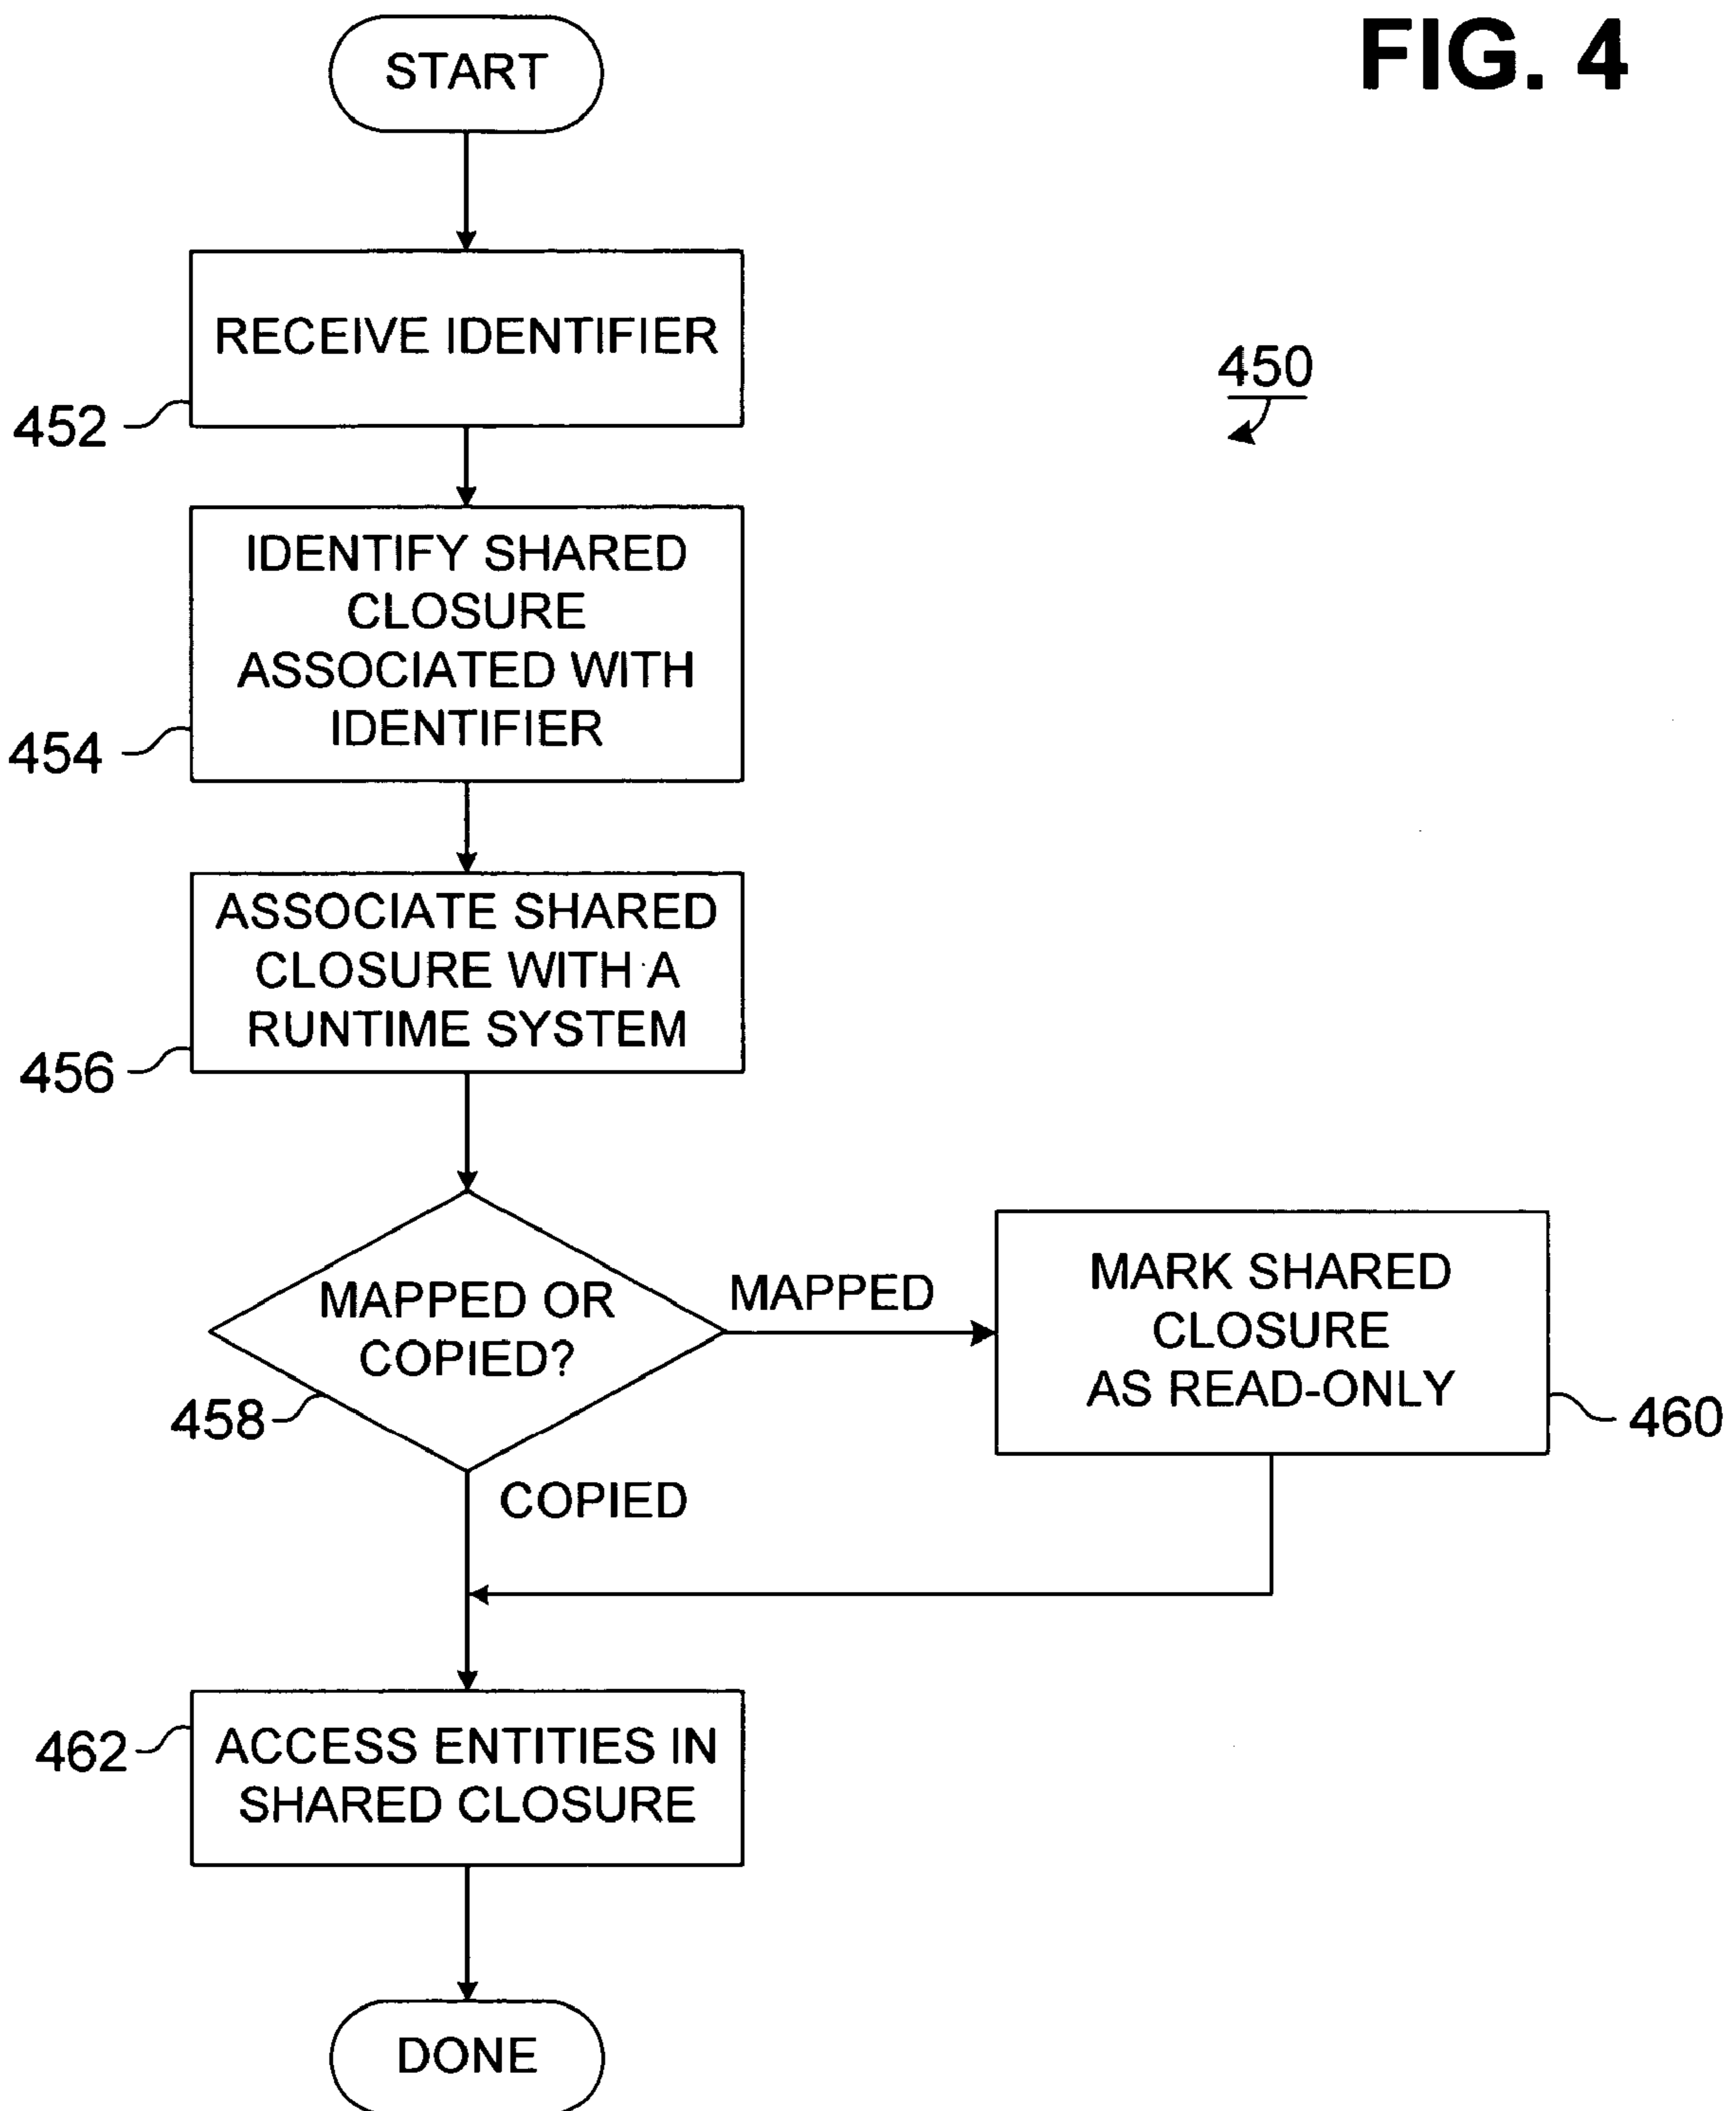 FIG. 4
START
RECEIVE IDENTIFIER
452
450
IDENTIFY SHARED
CLOSURE
ASSOCIATED WITH
IDENTIFIER
454
ASSOCIATE SHARED
CLOSURE WITH A
RUNTIME SYSTEM
456
MAPPED OR
COPIED?
458
MAPPED
MARK SHARED
CLOSURE
AS READ-ONLY
460
COPIED
462
ACCESS ENTITIES IN
SHARED CLOSURE
DONE